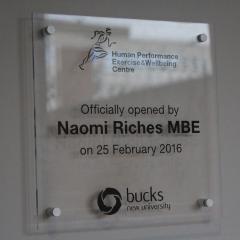 Human Performance
Exercise&Wellbeing
Centre
Officially opened by
Naomi Riches MBE
on 25 February 2016
bucks
new university